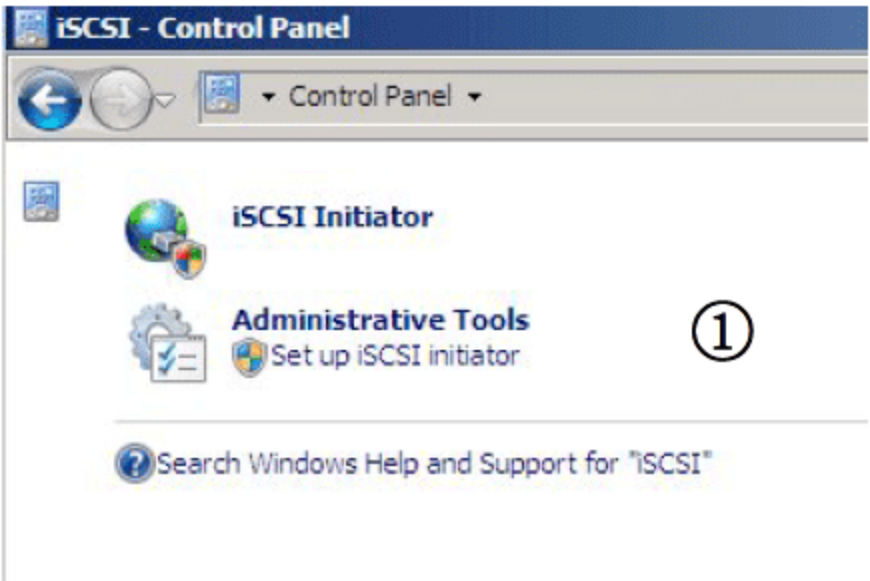 iSCSI - Control Panel
Control Panel
iSCSI Initiator
Administrative Tools
①
Set up iSCSI initiator
Search Windows Help and Support for "iSCSI"